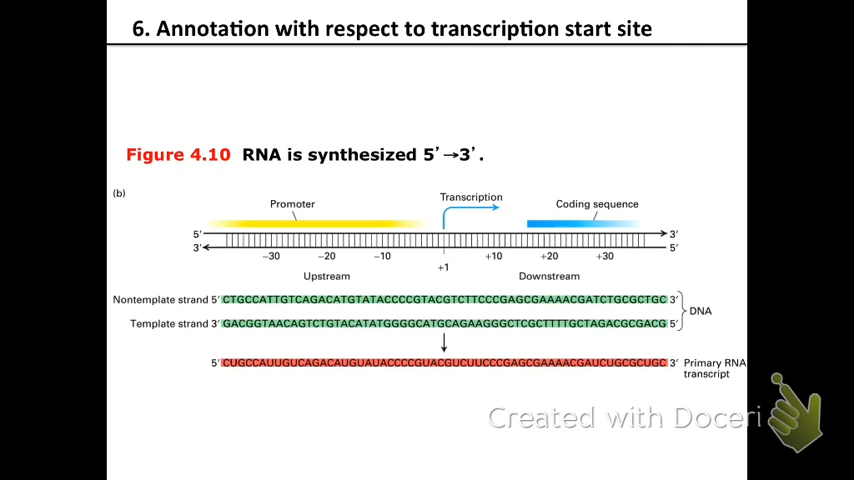 6. Annotation with respect to transcription start site
Figure 4.10 RNA is synthesized 5’→3’.
(b)
Promoter
Transcription
Coding sequence
5′ 3′
3′ 5′
−30 −20 −10 +10 +20 +30
+1
Upstream Downstream
Nontemplate strand 5′ CTGCCATTGTCAGACATGTATACCCCGTACGTCTTCCCGAGCGAAAACGATCTGCGCTGC 3′
DNA
Template strand 3′ GACGGTAACAGTCTGTACATATGGGGCATGCAGAAGGGCTCGCTTTTGCTAGACGCGACG 5′
5′ CUGCCAUUGUCAGACAUGUAUACCCCGUACGUCUUCCCGAGCGAAAACGAUCUGCGCUGC 3′ Primary RNA
transcript
Created with Doceri